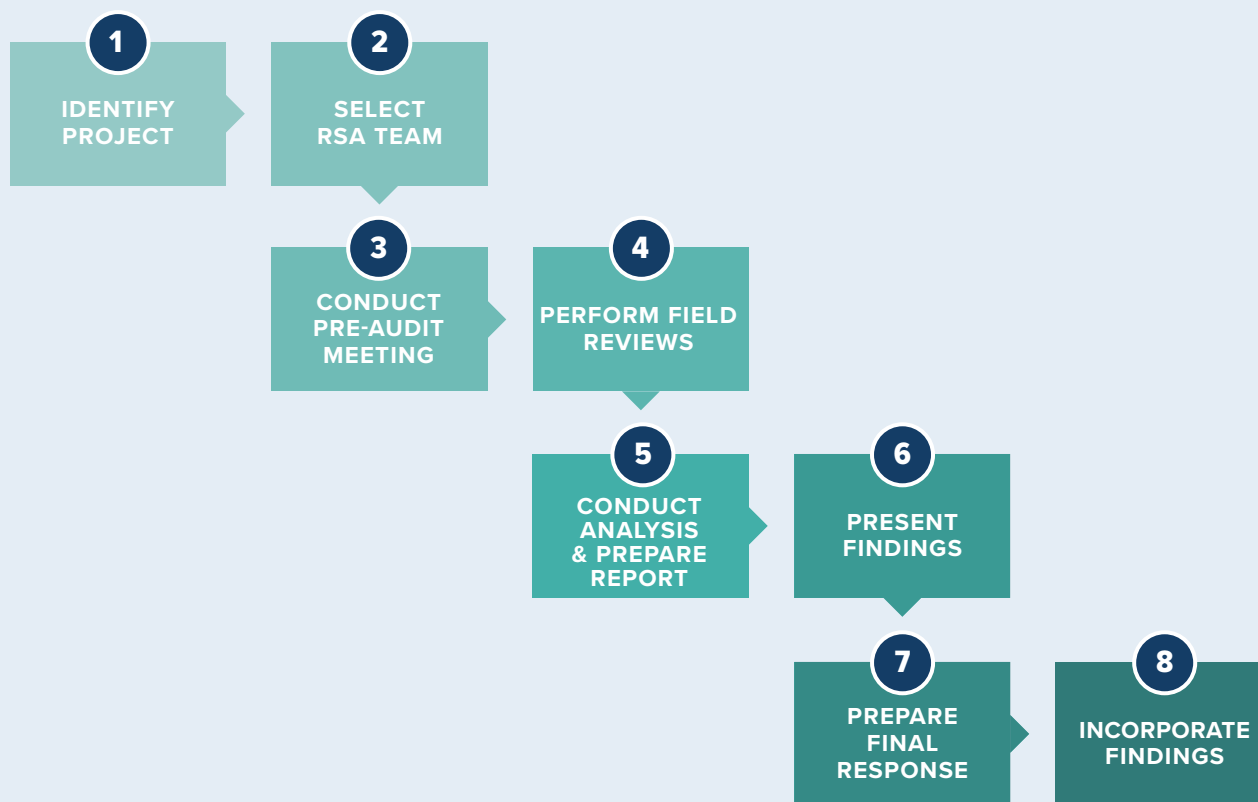 1
IDENTIFY
PROJECT
2
SELECT
RSA TEAM
3
CONDUCT
PRE-AUDIT
MEETING
4
PERFORM FIELD
REVIEWS
5
CONDUCT
ANALYSIS
& PREPARE
REPORT
6
PRESENT
FINDINGS
7
PREPARE
FINAL
RESPONSE
8
INCORPORATE
FINDINGS